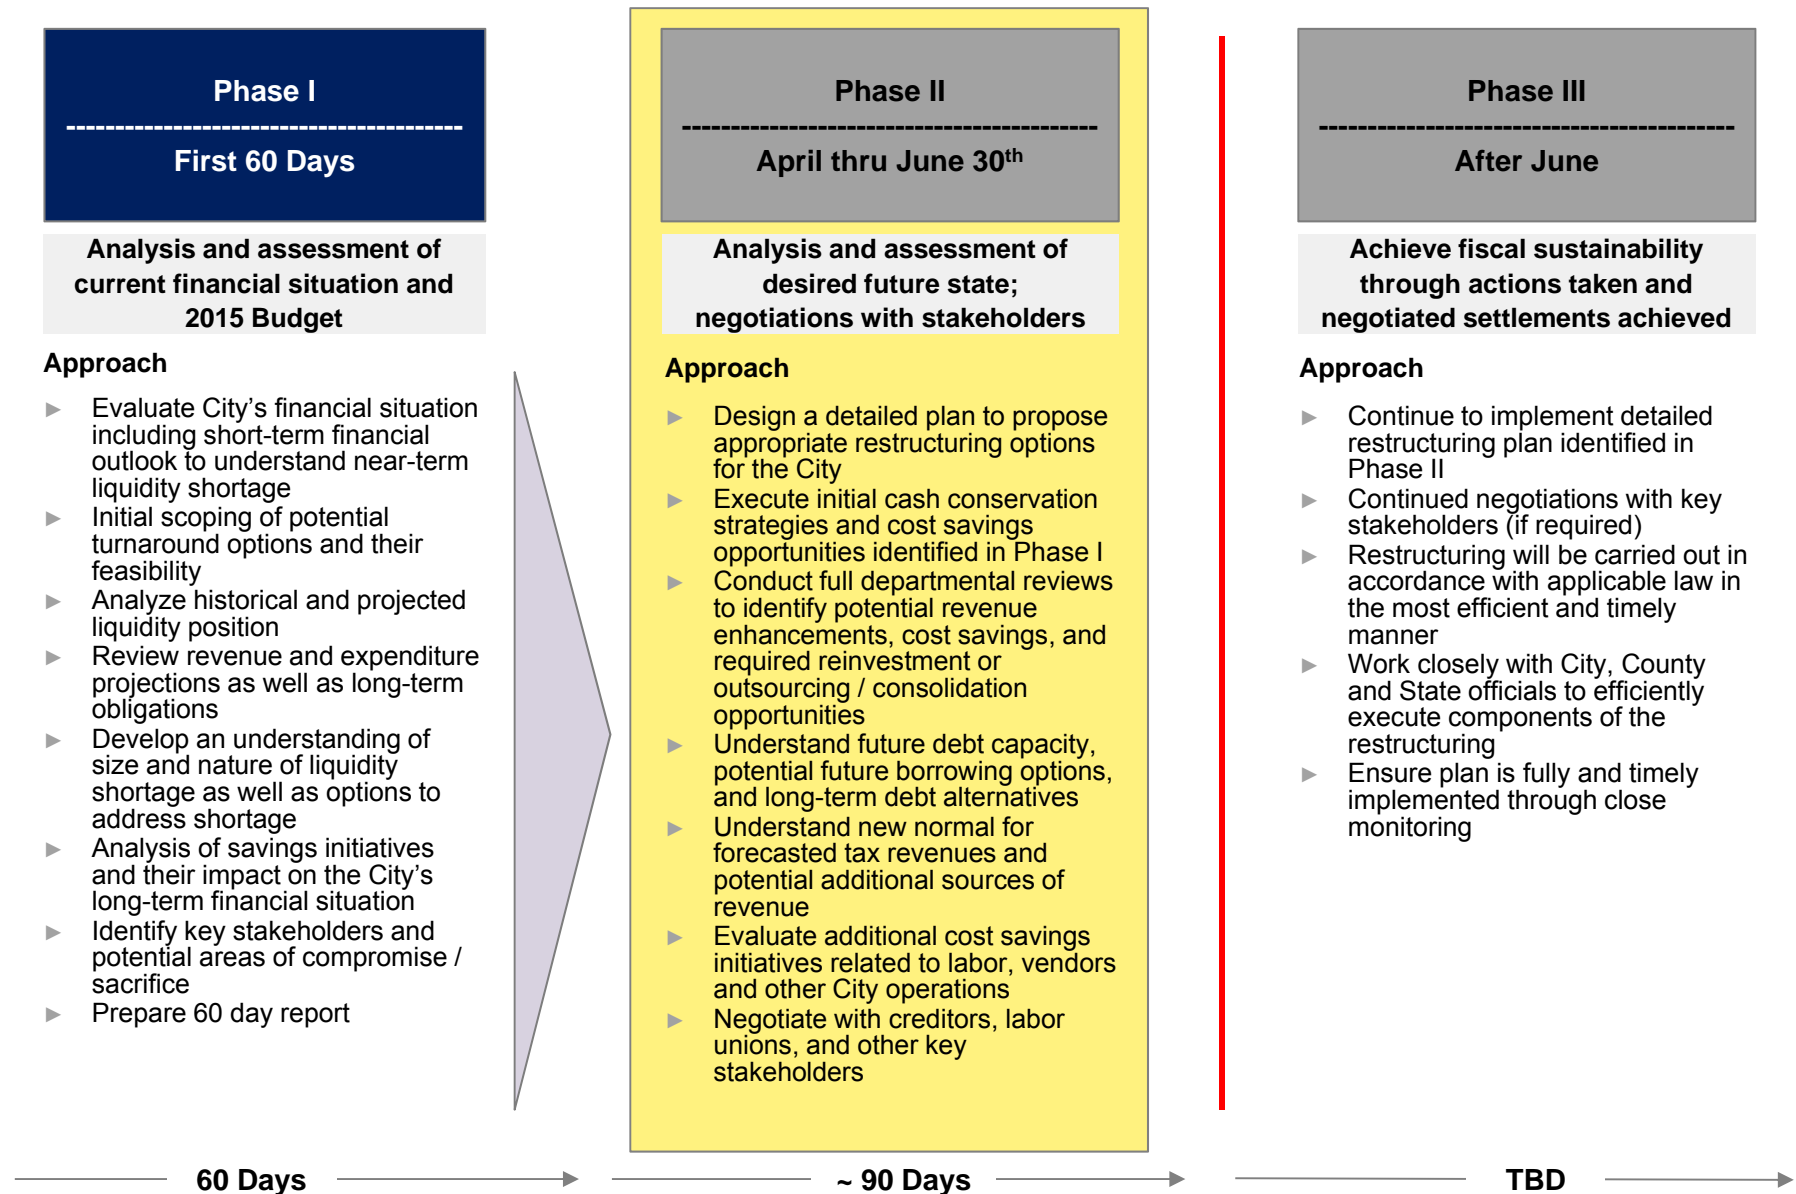 Phase I
-----------------------------------------
First 60 Days
Analysis and assessment of
current financial situation and
2015 Budget
Approach
► Evaluate City's financial situation
including short-term financial
outlook to understand near-term
liquidity shortage
► Initial scoping of potential
turnaround options and their
feasibility
► Analyze historical and projected
liquidity position
► Review revenue and expenditure
projections as well as long-term
obligations
► Develop an understanding of
size and nature of liquidity
shortage as well as options to
address shortage
► Analysis of savings initiatives
and their impact on the City's
long-term financial situation
► Identify key stakeholders and
potential areas of compromise /
sacrifice
► Prepare 60 day report
60 Days
Phase II
-------------------------------------------
April thru June 30th
Analysis and assessment of
desired future state;
negotiations with stakeholders
Approach
► Design a detailed plan to propose
appropriate restructuring options
for the City
► Execute initial cash conservation
strategies and cost savings
opportunities identified in Phase I
► Conduct full departmental reviews
to identify potential revenue
enhancements, cost savings, and
required reinvestment or
outsourcing / consolidation
opportunities
► Understand future debt capacity,
potential future borrowing options,
and long-term debt alternatives
► Understand new normal for
forecasted tax revenues and
potential additional sources of
revenue
► Evaluate additional cost savings
initiatives related to labor, vendors
and other City operations
► Negotiate with creditors, labor
unions, and other key
stakeholders
~ 90 Days
Phase III
-------------------------------------------
After June
Achieve fiscal sustainability
through actions taken and
negotiated settlements achieved
Approach
► Continue to implement detailed
restructuring plan identified in
Phase II
► Continued negotiations with key
stakeholders (if required)
► Restructuring will be carried out in
accordance with applicable law in
the most efficient and timely
manner
► Work closely with City, County
and State officials to efficiently
execute components of the
restructuring
► Ensure plan is fully and timely
implemented through close
monitoring
TBD